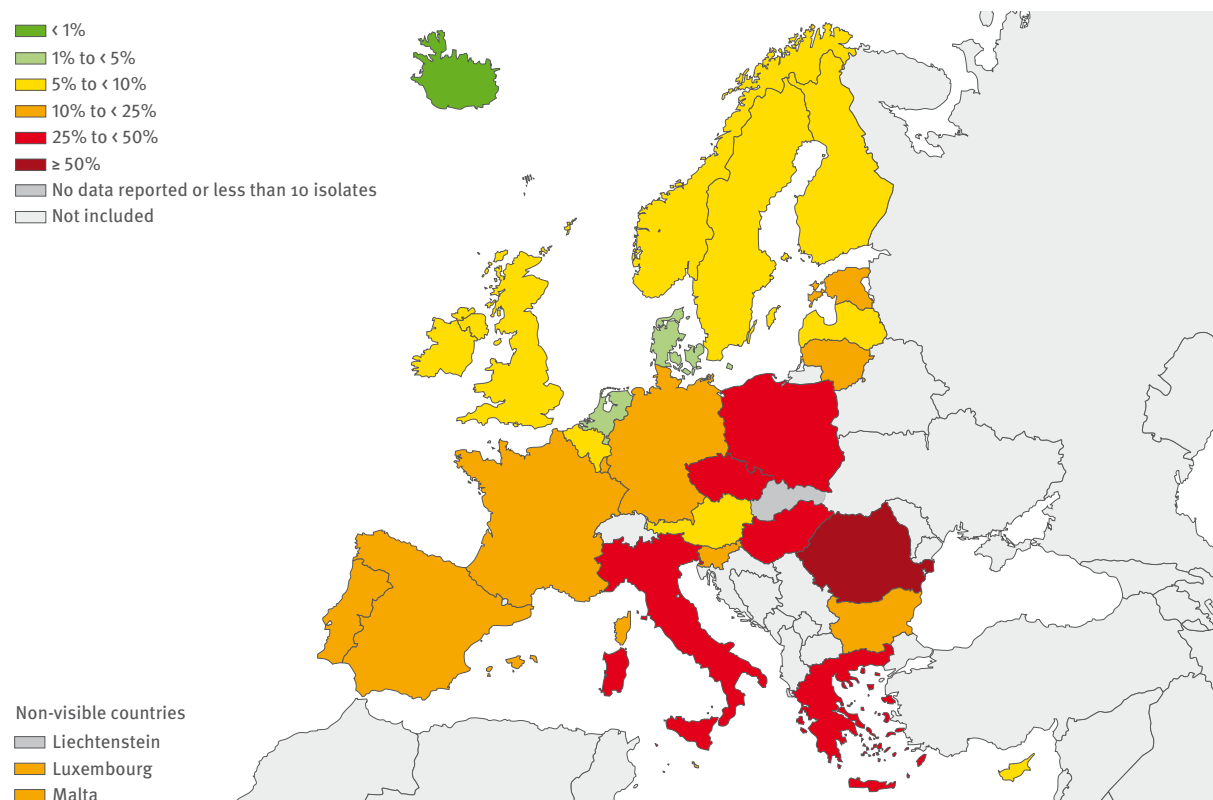 < 1%
1% to < 5%
5% to < 10%
10% to < 25%
25% to < 50%
≥ 50%
No data reported or less than 10 isolates
Not included
Non-visible countries
Liechtenstein
Luxembourg
Malta